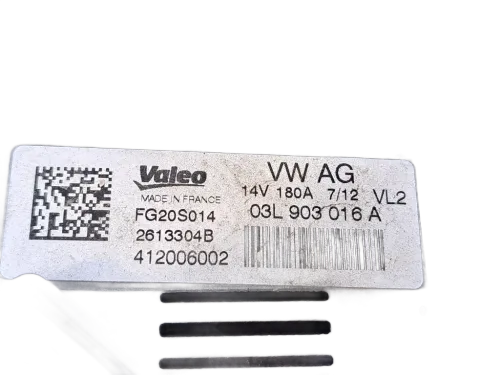 Valeo
MADE IN FRANCE
FG20S014
2613304B
412006002
VW AG
14V 180A 7/12 VL2
03L 903 016 A